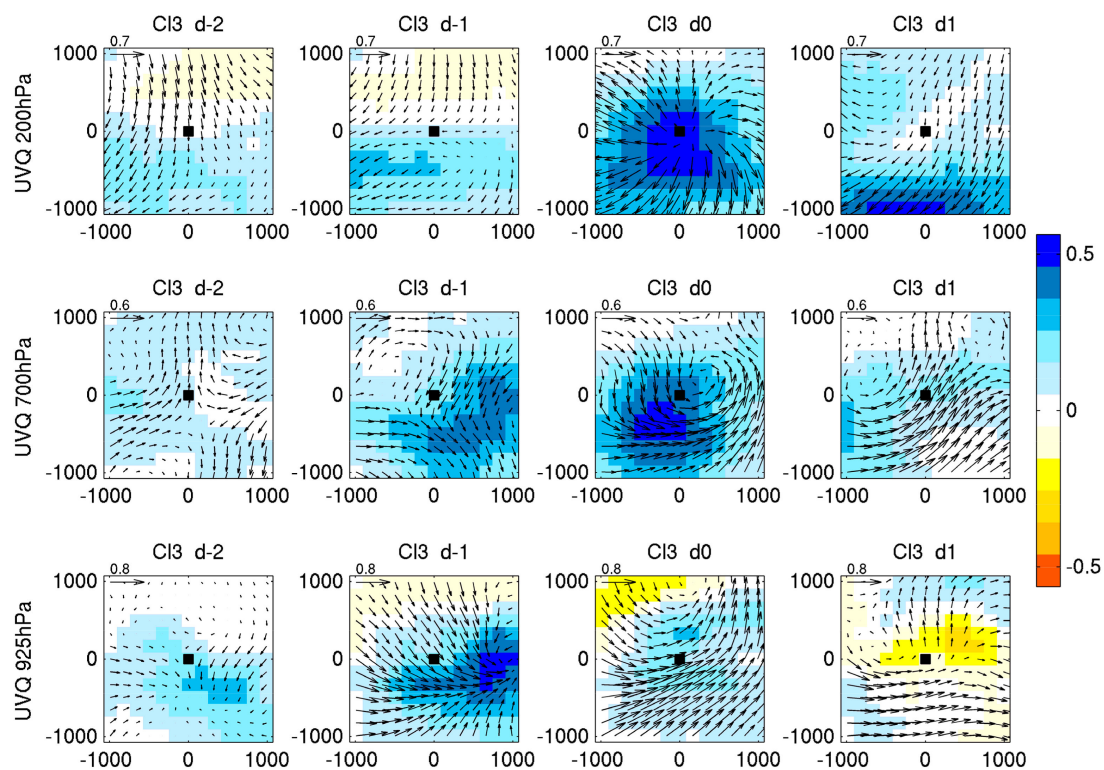 Cl3 d-2 Cl3 d-1 Cl3 d0 Cl3 d1
0.7 0.7 0.7 0.7
UVQ 200hPa
1000 1000 1000 1000
0 0 0 0
-1000 -1000 -1000 -1000
-1000 0 1000 -1000 0 1000 -1000 0 1000 -1000 0 1000
Cl3 d-2 Cl3 d-1 Cl3 d0 Cl3 d1
0.6 0.6 0.6 0.6
UVQ 700hPa
1000 1000 1000 1000
0 0 0 0
-1000 -1000 -1000 -1000
-1000 0 1000 -1000 0 1000 -1000 0 1000 -1000 0 1000
Cl3 d-2 Cl3 d-1 Cl3 d0 Cl3 d1
0.8 0.8 0.8 0.8
UVQ 925hPa
1000 1000 1000 1000
0 0 0 0
-1000 -1000 -1000 -1000
-1000 0 1000 -1000 0 1000 -1000 0 1000 -1000 0 1000
0.5
0
-0.5